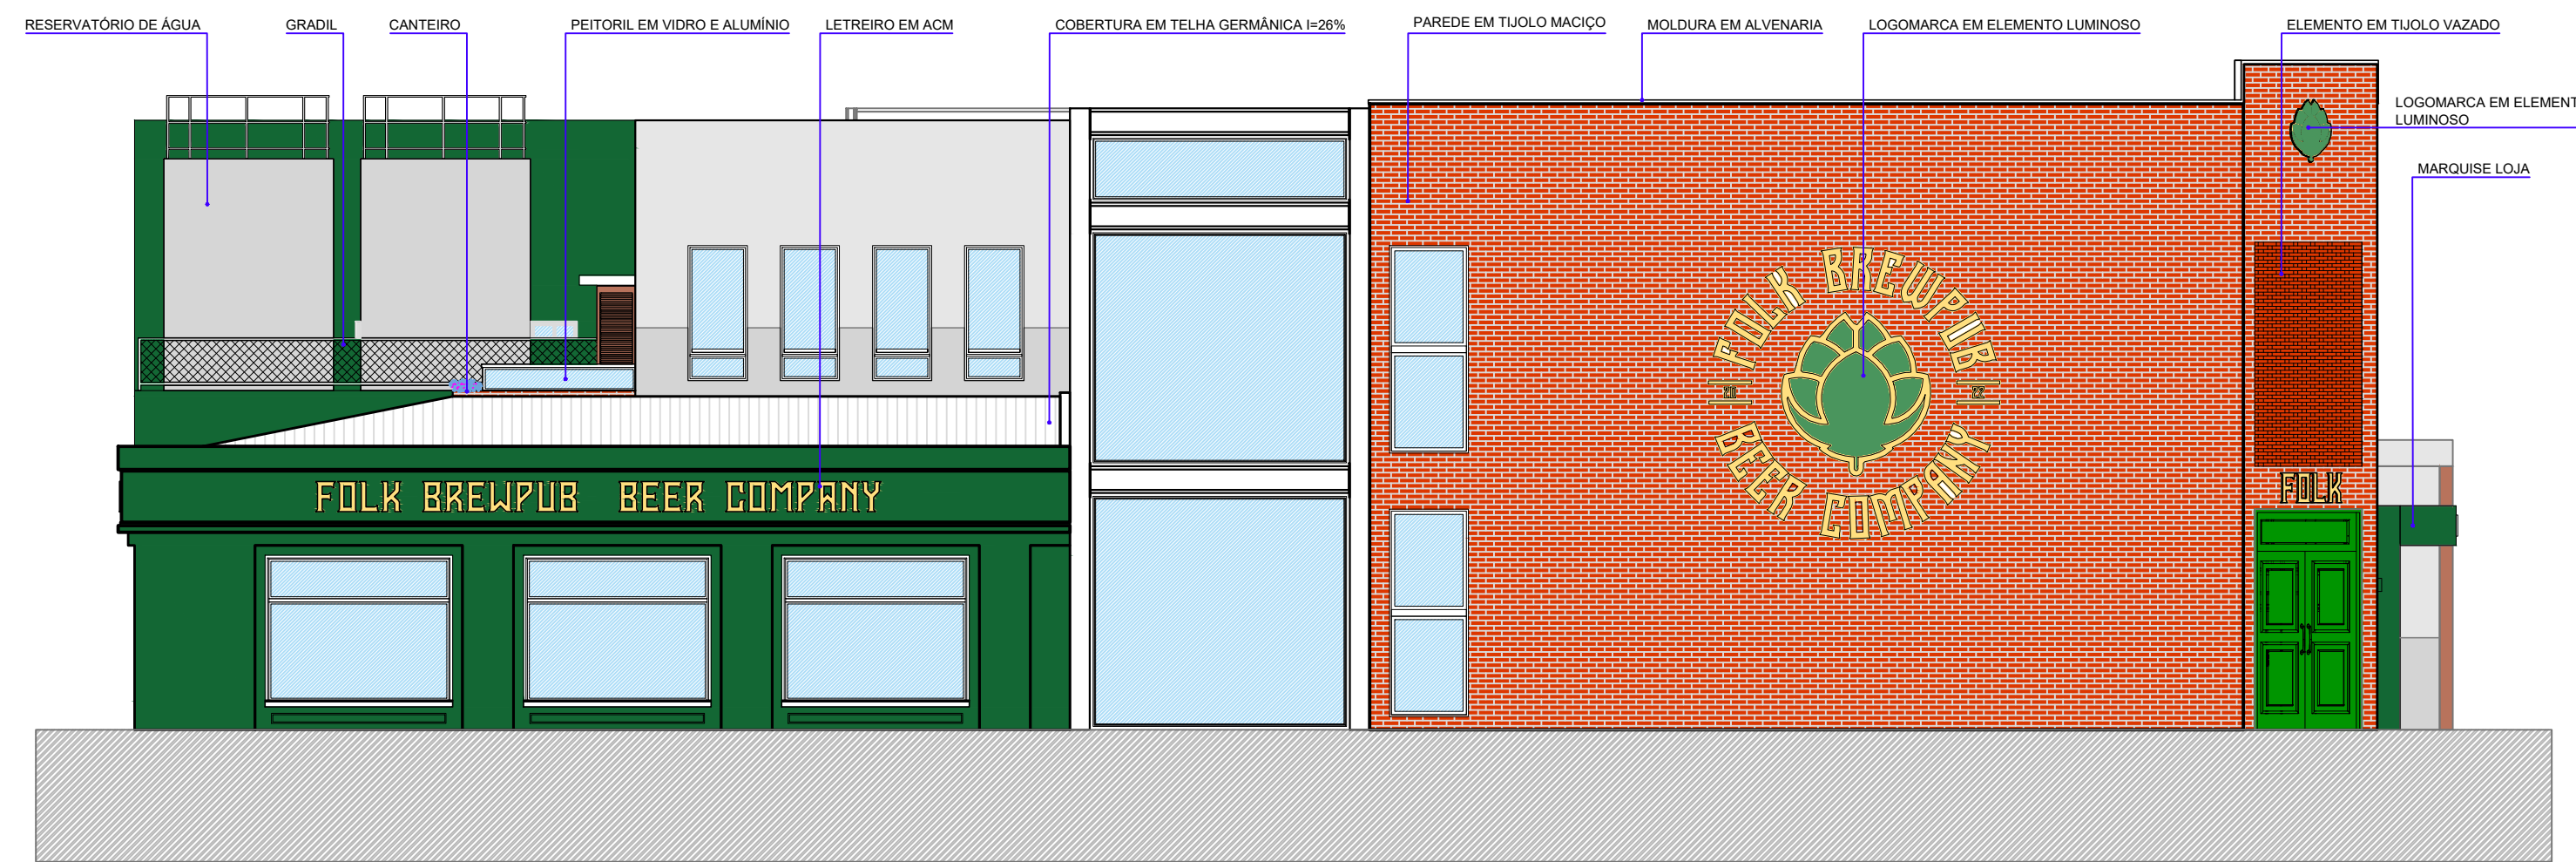 RESERVATÓRIO DE ÁGUA
GRADIL
CANTEIRO
PEITORIL EM VIDRO E ALUMÍNIO
LETREIRO EM ACM
COBERTURA EM TELHA GERMÂNICA I=26%
PAREDE EM TIJOLO MACIÇO
MOLDURA EM ALVENARIA
LOGOMARCA EM ELEMENTO LUMINOSO
ELEMENTO EM TIJOLO VAZADO
LOGOMARCA EM ELEMENT
LUMINOSO
MARQUISE LOJA
FOLK BREWPUB
20 22
BEER COMPANY
FOLK
FOLK BREWPUB BEER COMPANY